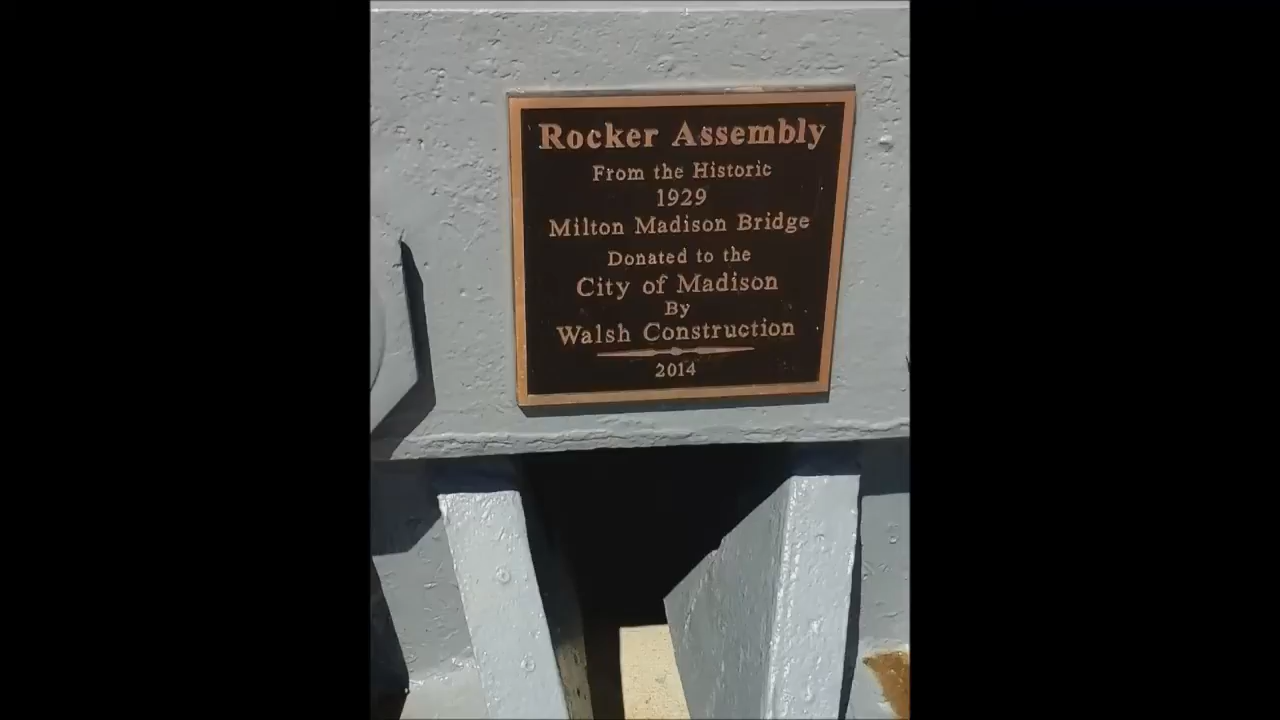 Rocker Assembly
From the Historic
1929
Milton Madison Bridge
Donated to the
City of Madison
By
Walsh Construction
2014